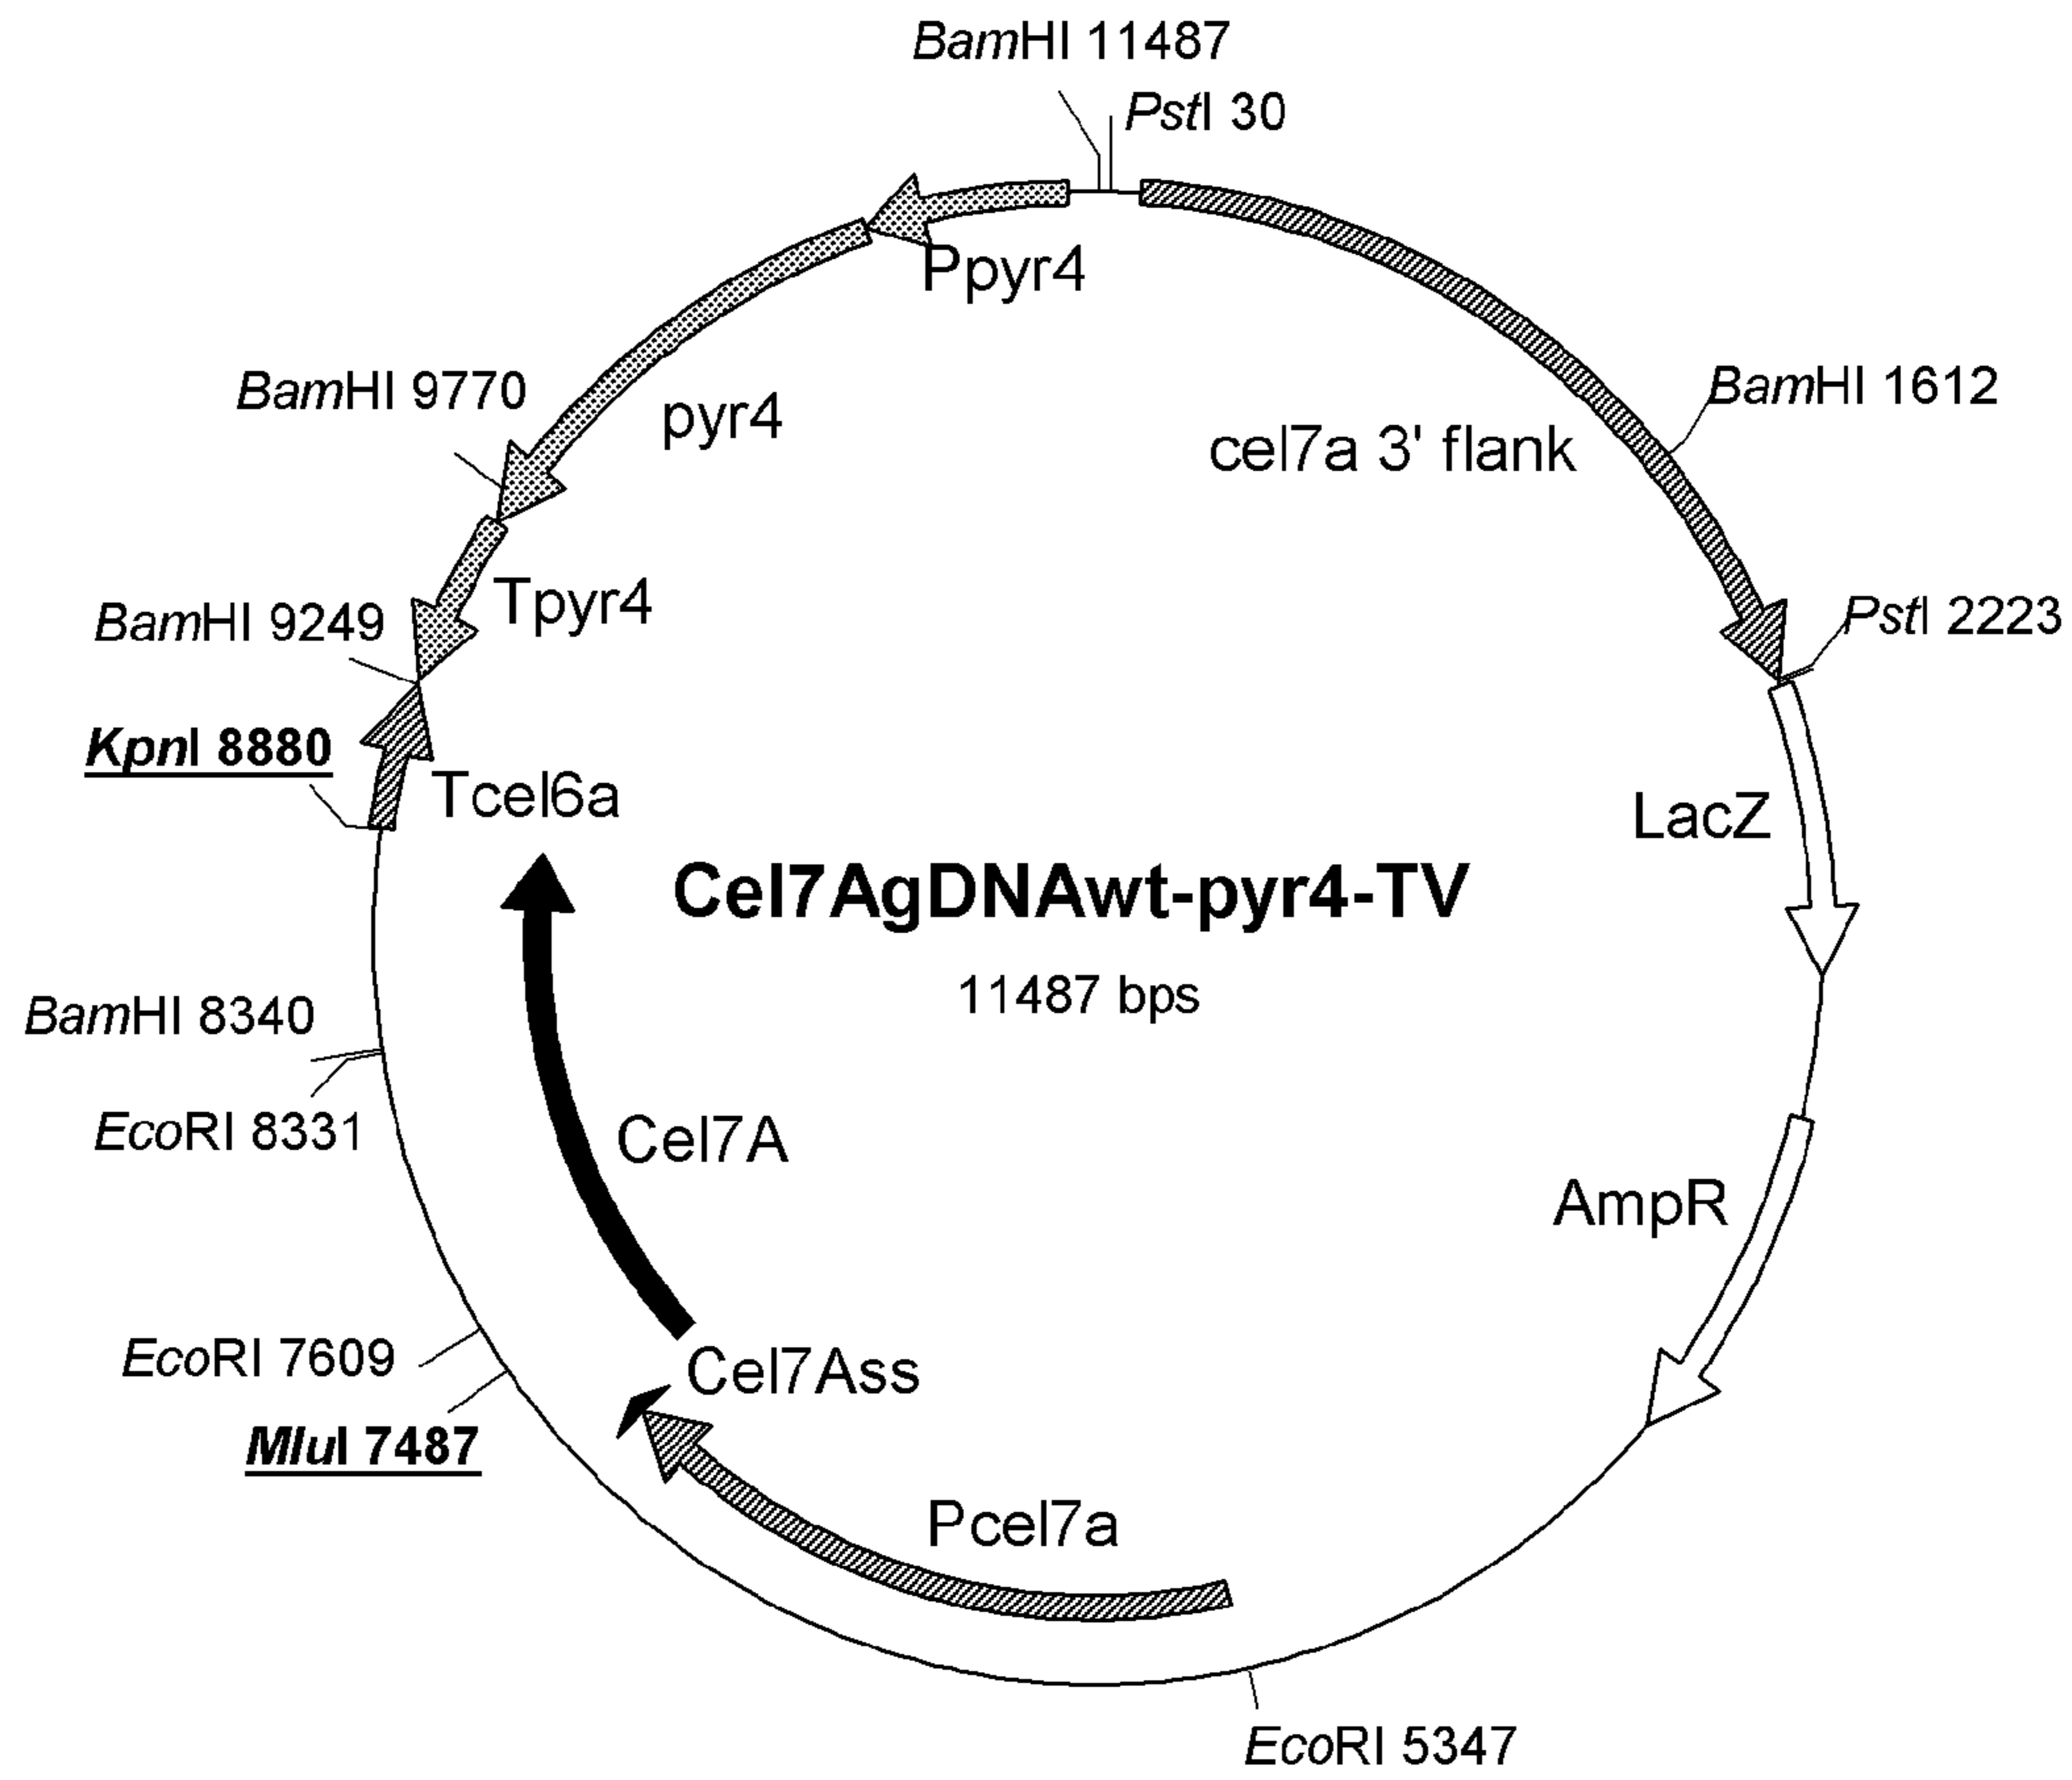 BamHI 11487
PstI 30
Ppyr4
BamHI 9770
pyr4
BamHI 1612
cel7a 3' flank
Tpyr4
BamHI 9249
PstI 2223
KpnI 8880
Tcel6a
LacZ
Cel7AgDNAwt-pyr4-TV
11487 bps
BamHI 8340
EcoRI 8331
Cel7A
AmpR
EcoRI 7609
Cel7Ass
MluI 7487
Pcel7a
EcoRI 5347